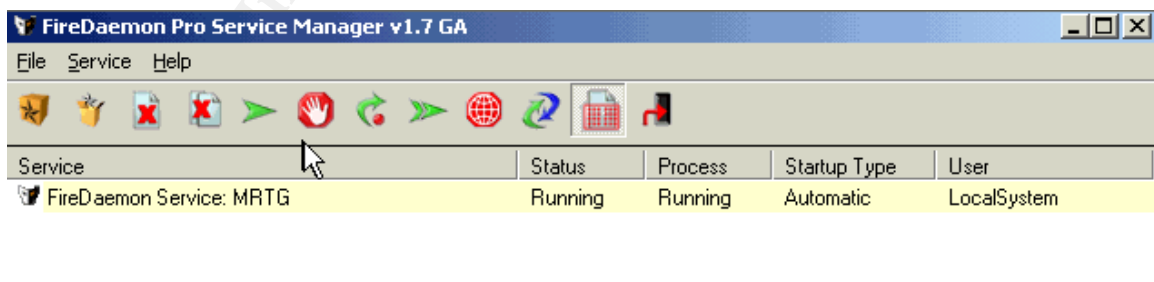 FireDaemon Pro Service Manager v1.7 GA
File Service Help
Service Status Process Startup Type User
FireDaemon Service: MRTG Running Running Automatic LocalSystem